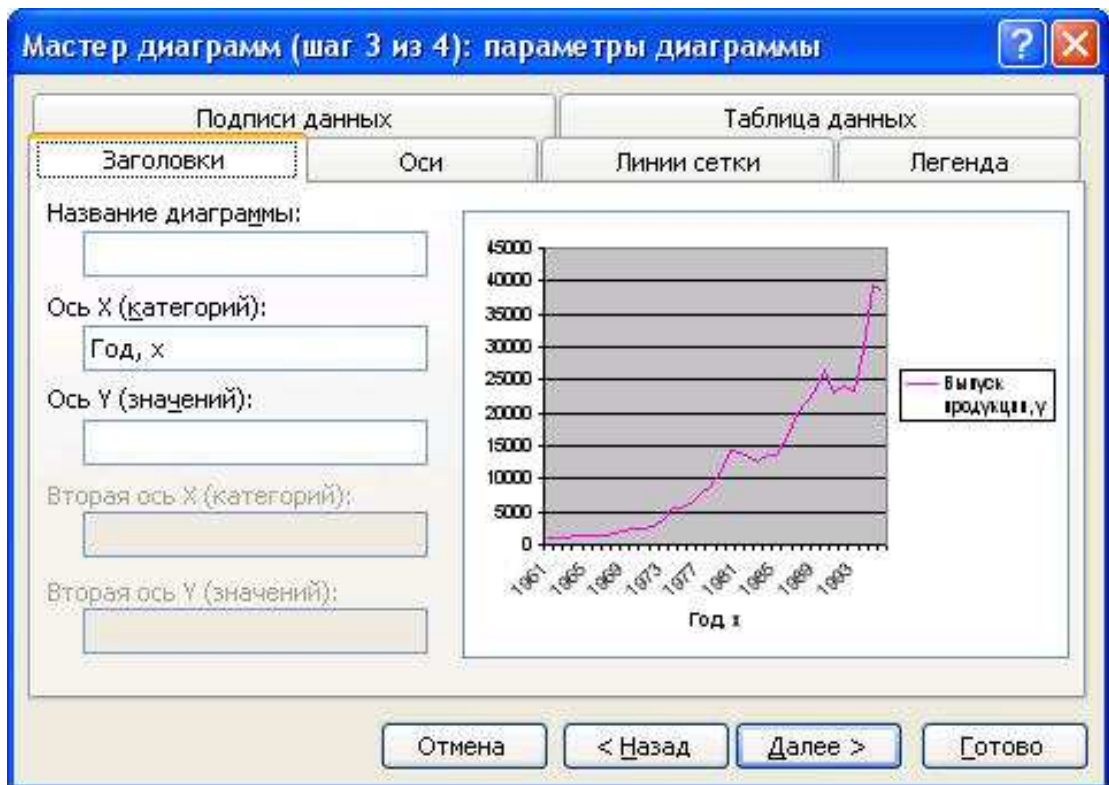 Мастер диаграмм (шаг 3 из 4): параметры диаграммы
Подписи данных
Таблица данных
Заголовки
Оси
Линии сетки
Легенда
Название диаграммы:
Ось X (категорий):
Год, x
Ось Y (значений):
Вторая ось X (категорий):
Вторая ось Y (значений):
45000
40000
35000
30000
25000
20000
15000
10000
5000
0
1961
1965
1969
1973
1977
1981
1985
1989
1993
Год, x
Выпуск
продукции, y
Отмена
< Назад
Далее >
Готово